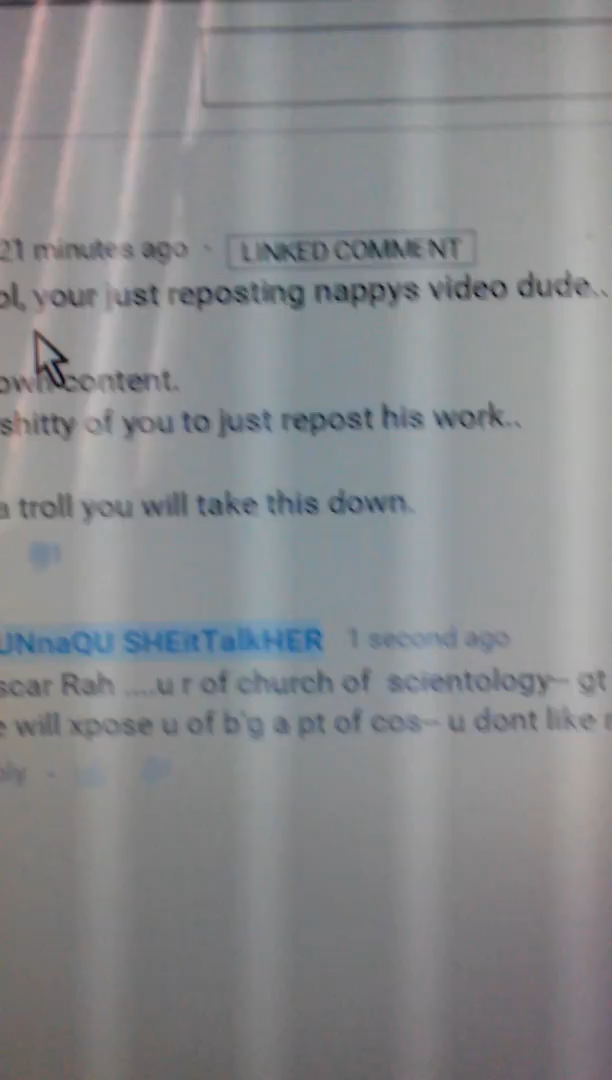 21 minutes ago · LINKED COMMENT
ol, your just reposting nappys video dude..
own content.
shitty of you to just repost his work..
a troll you will take this down.
UNnaQU SHEitTalkHER 1 second ago
scar Rah ....u r of church of scientology-- gt
e will xpose u of b'g a pt of cos-- u dont like
ply